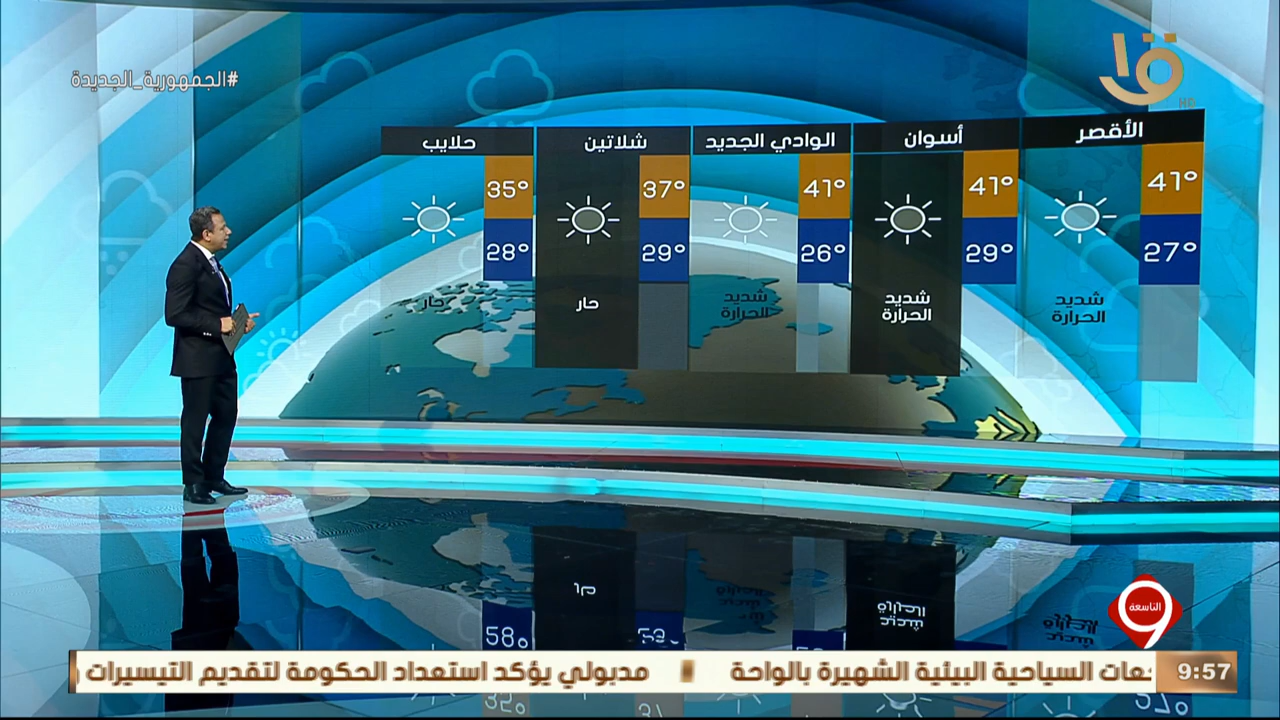 #الجمهورية_الجديدة
HD
الأقصر
41°
27°
شديد
الحرارة
أسوان
41°
29°
شديد
الحرارة
الوادي الجديد
41°
26°
شديد
الحرارة
شلاتين
37°
29°
حار
حلايب
35°
28°
حار
التاسعة
9
9:57
السياحية البيئية الشهيرة بالواحة
مدبولي يؤكد استعداد الحكومة لتقديم التيسيرات و